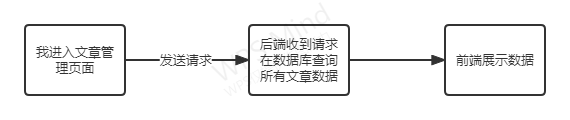 我进入文章管
理页面
发送请求
后端收到请求
在数据库查询
所有文章数据
前端展示数据